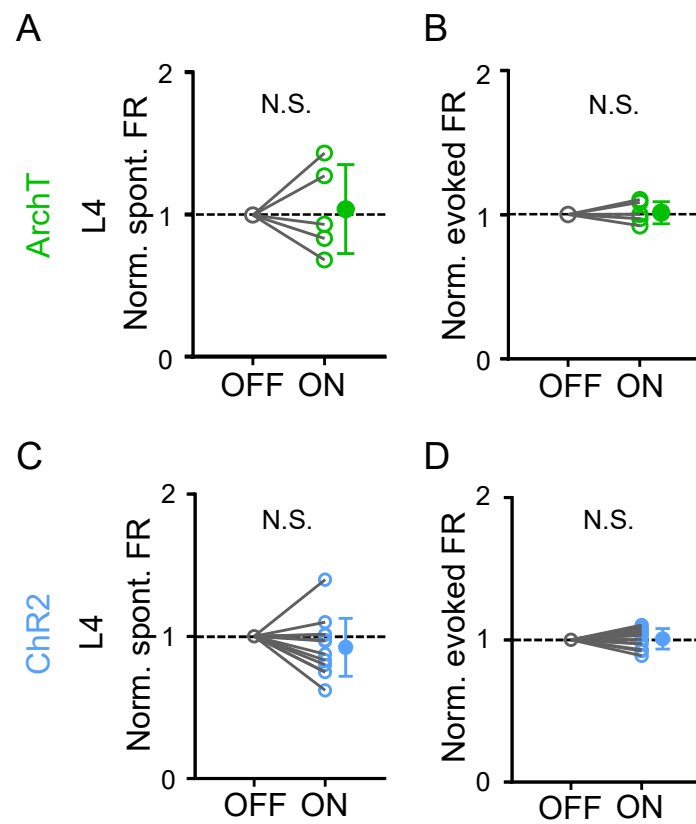 A
ArchT
L4
Norm. spont. FR
2
1
0
N.S.
OFF ON
B
Norm. evoked FR
2
1
0
N.S.
OFF ON
C
ChR2
L4
Norm. spont. FR
2
1
0
N.S.
OFF ON
D
Norm. evoked FR
2
1
0
N.S.
OFF ON